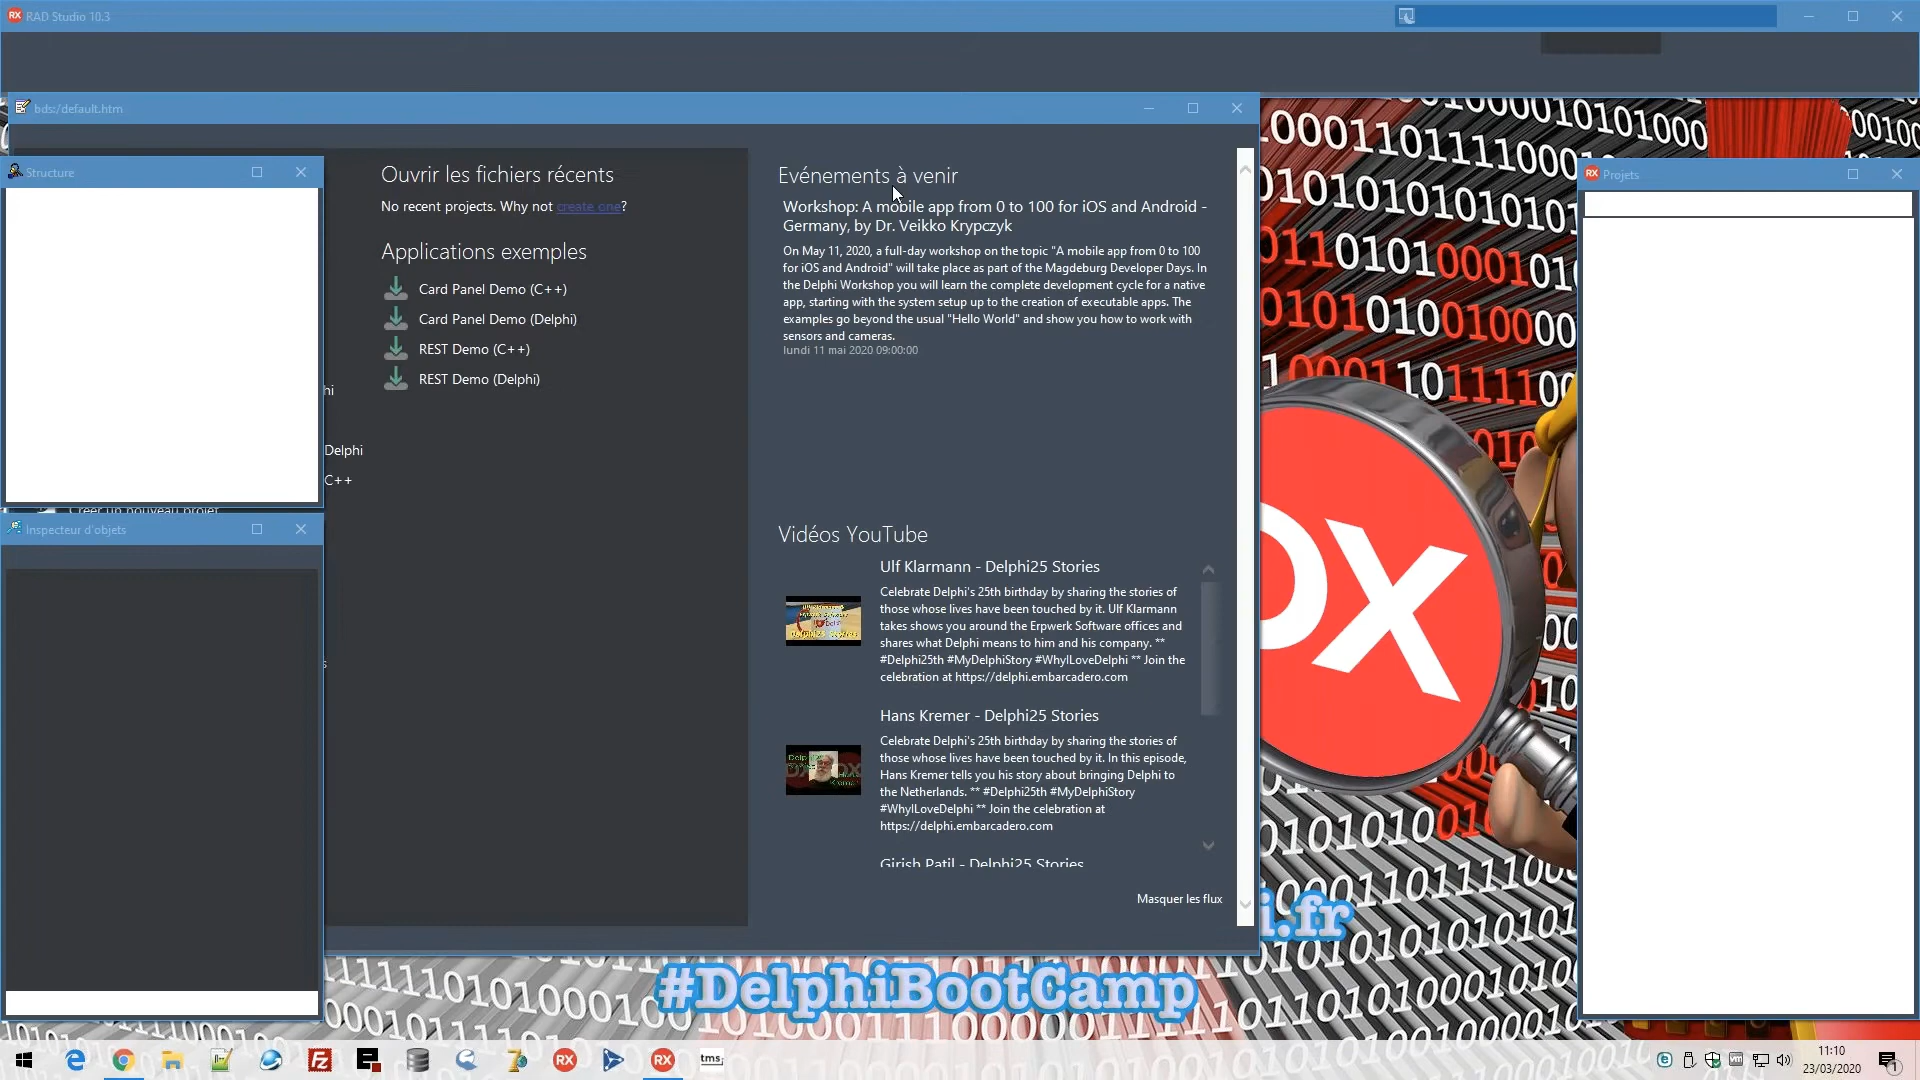 RAD Studio 10.3
bds:/default.htm
Structure
Ouvrir les fichiers récents
No recent projects. Why not create one?
Applications exemples
Card Panel Demo (C++)
Card Panel Demo (Delphi)
REST Demo (C++)
REST Demo (Delphi)
hi
Delphi
C++
Créer un nouveau projet
Inspecteur d'objets
s
Evénements à venir
Workshop: A mobile app from 0 to 100 for iOS and Android -
Germany, by Dr. Veikko Krypczyk
On May 11, 2020, a full-day workshop on the topic "A mobile app from 0 to 100
for iOS and Android" will take place as part of the Magdeburg Developer Days. In
the Delphi Workshop you will learn the complete development cycle for a native
app, starting with the system setup up to the creation of executable apps. The
examples go beyond the usual "Hello World" and show you how to work with
sensors and cameras.
lundi 11 mai 2020 09:00:00
Vidéos YouTube
Ulf Klarmann - Delphi25 Stories
Celebrate Delphi's 25th birthday by sharing the stories of
those whose lives have been touched by it. Ulf Klarmann
takes shows you around the Erpwerk Software offices and
shares what Delphi means to him and his company. **
#Delphi25th #MyDelphiStory #WhyILoveDelphi ** Join the
celebration at https://delphi.embarcadero.com
Hans Kremer - Delphi25 Stories
Celebrate Delphi's 25th birthday by sharing the stories of
those whose lives have been touched by it. In this episode,
Hans Kremer tells you his story about bringing Delphi to
the Netherlands. ** #Delphi25th #MyDelphiStory
#WhyILoveDelphi ** Join the celebration at
https://delphi.embarcadero.com
Girish Patil - Delphi25 Stories
Masquer les flux
Projets
DX
i.fr
#DelphiBootCamp
RX
RX
tms
11:10
23/03/2020